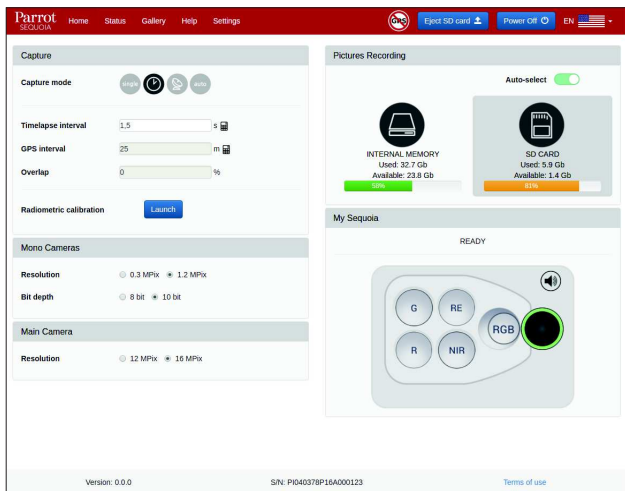 Parrot
SEQUOIA
Home
Status
Gallery
Help
Settings
GPS
Eject SD card
Power Off
EN
Capture
Capture mode
single
auto
Timelapse interval
1,5
s
GPS interval
25
m
Overlap
0
%
Radiometric calibration
Launch
Mono Cameras
Resolution
0.3 MPix
1.2 MPix
Bit depth
8 bit
10 bit
Main Camera
Resolution
12 MPix
16 MPix
Pictures Recording
Auto-select
INTERNAL MEMORY
Used: 32.7 Gb
Available: 23.8 Gb
58%
SD CARD
Used: 5.9 Gb
Available: 1.4 Gb
81%
My Sequoia
READY
G
RE
RGB
R
NIR
Version: 0.0.0
S/N: PI040378P16A000123
Terms of use